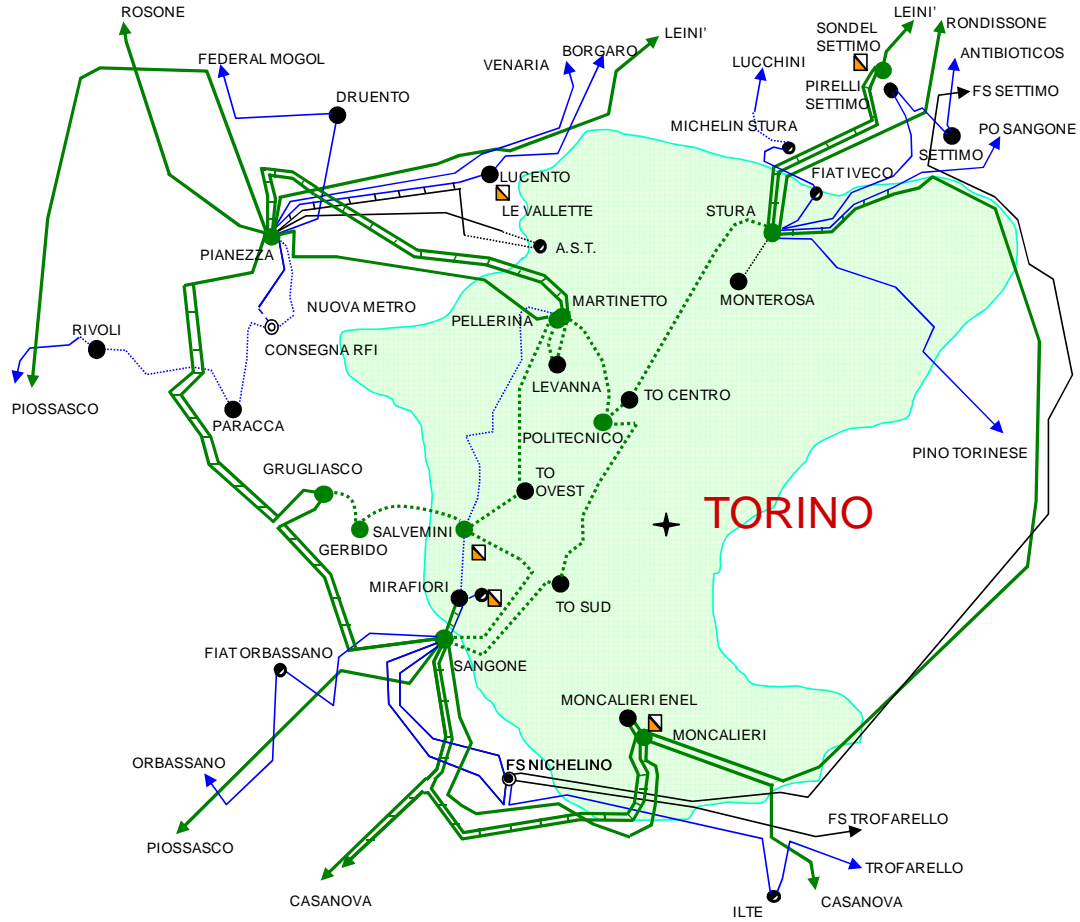 ROSONE
LEINI'
SONDEL
SETTIMO
RONDISSONE
LEINI'
BORGARO
ANTIBIOTICOS
FEDERAL MOGOL
VENARIA
LUCCHINI
PIRELLI
SETTIMO
FS SETTIMO
DRUENTO
MICHELIN STURA
PO SANGONE
SETTIMO
LUCENTO
FIAT IVECO
LE VALLETTE
STURA
PIANEZZA
A.S.T.
MONTEROSA
NUOVA METRO
MARTINETTO
RIVOLI
PELLERINA
CONSEGNA RFI
LEVANNA
TO CENTRO
PIOSSASCO
PARACCA
POLITECNICO
PINO TORINESE
GRUGLIASCO
TO
OVEST
TORINO
SALVEMINI
GERBIDO
MIRAFIORI
TO SUD
FIAT ORBASSANO
SANGONE
MONCALIERI ENEL
MONCALIERI
ORBASSANO
FS NICHELINO
FS TROFARELLO
PIOSSASCO
TROFARELLO
CASANOVA
CASANOVA
ILTE